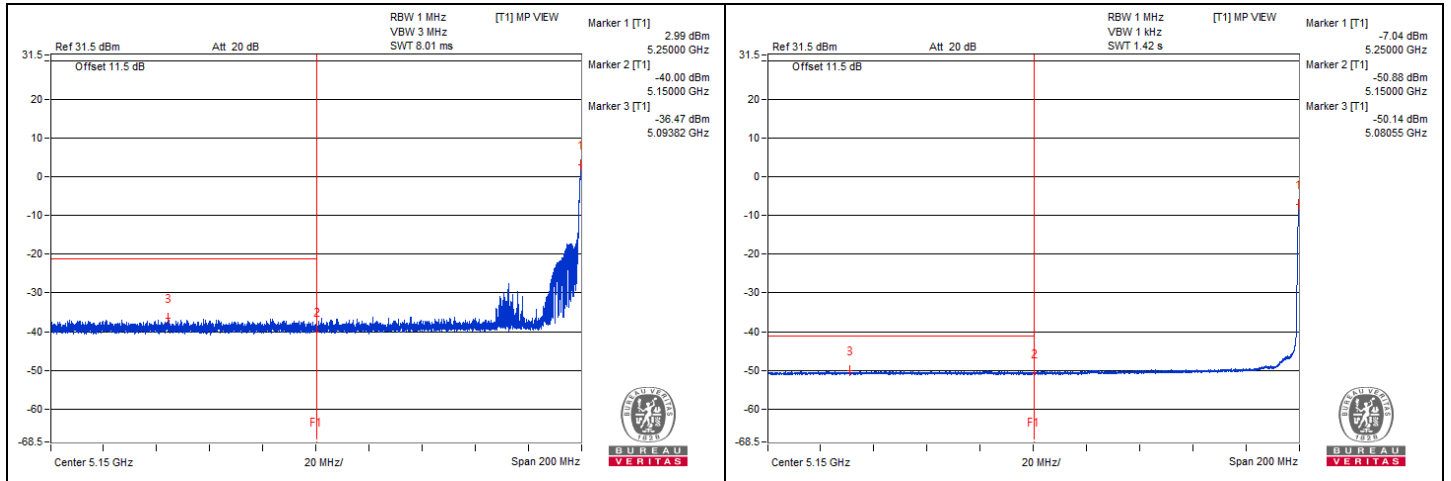 RBW 1 MHz [T1] MP VIEW
VBW 3 MHz
Ref 31.5 dBm Att 20 dB SWT 8.01 ms
Marker 1 [T1]
2.99 dBm
5.25000 GHz
Marker 2 [T1]
-40.00 dBm
5.15000 GHz
Marker 3 [T1]
-36.47 dBm
5.09382 GHz
31.5
Offset 11.5 dB
20
10
0
-10
-20
-30
-40
-50
-60
-68.5
1
3
2
F1
Center 5.15 GHz 20 MHz/ Span 200 MHz
BUREAU VERITAS
1828
BUREAU
VERITAS
RBW 1 MHz [T1] MP VIEW
VBW 1 kHz
Ref 31.5 dBm Att 20 dB SWT 1.42 s
Marker 1 [T1]
-7.04 dBm
5.25000 GHz
Marker 2 [T1]
-50.88 dBm
5.15000 GHz
Marker 3 [T1]
-50.14 dBm
5.08055 GHz
31.5
Offset 11.5 dB
20
10
0
-10
-20
-30
-40
-50
-60
-68.5
1
3
2
F1
Center 5.15 GHz 20 MHz/ Span 200 MHz
BUREAU VERITAS
1828
BUREAU
VERITAS